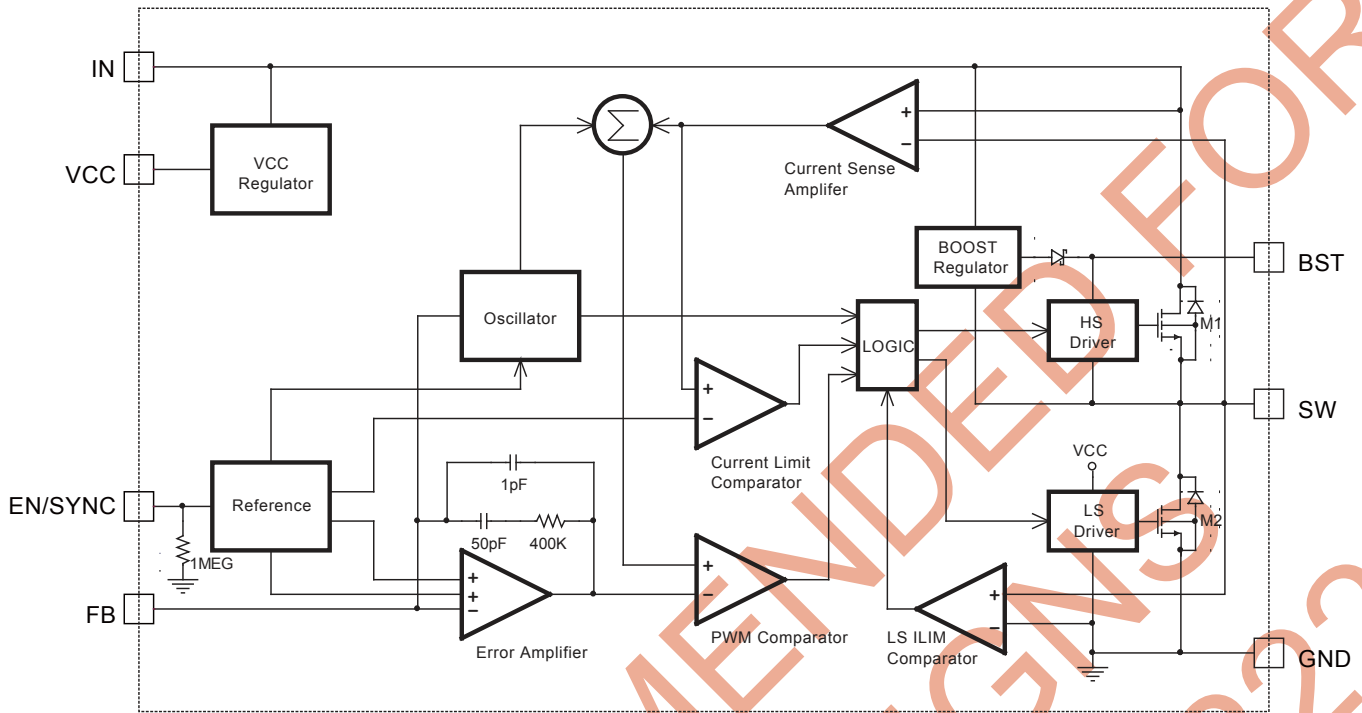 IN
VCC
VCC
Regulator
Current Sense
Amplifer
BOOST
Regulator
BST
Oscillator
LOGIC
HS
Driver
M1
SW
Current Limit
Comparator
VCC
EN/SYNC
Reference
1pF
50pF
400K
LS
Driver
M2
1MEG
FB
Error Amplifier
PWM Comparator
LS ILIM
Comparator
GND
Σ
+
−
+
−
+
+
−
+
−
+
−
MENDED FOR